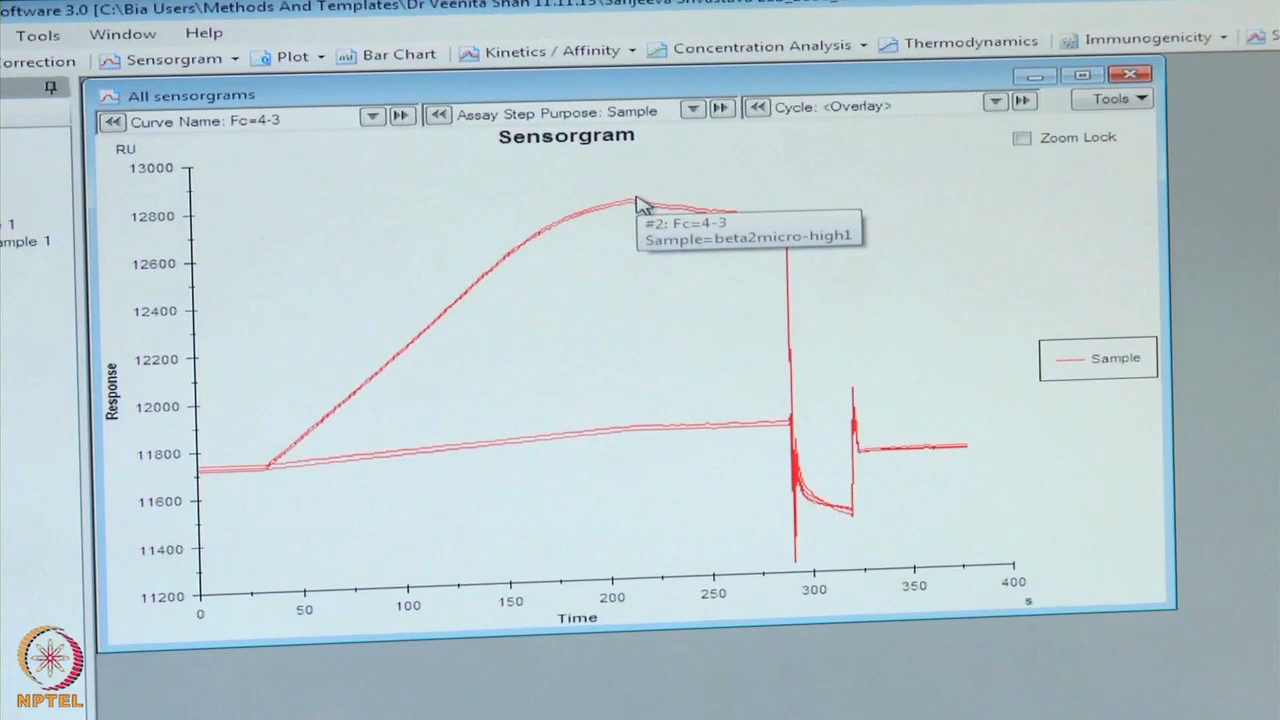 oftware 3.0 [C:\Bia Users\Methods And Templates\Dr Veenita Shah 11.11.15\Sanjeeva Srivastava
Tools Window Help
orrection Sensorgram Plot Bar Chart Kinetics / Affinity Concentration Analysis Thermodynamics Immunogenicity S
All sensorgrams
Curve Name: Fc=4-3 Assay Step Purpose: Sample Cycle: <Overlay> Tools
Sensorgram
Zoom Lock
RU
13000
12800
12600
12400
12200
12000
11800
11600
11400
11200
Response
#2: Fc=4-3
Sample=beta2micro-high1
Sample
0 50 100 150 200 250 300 350 400
Time
s
e 1
ample 1
NPTEL